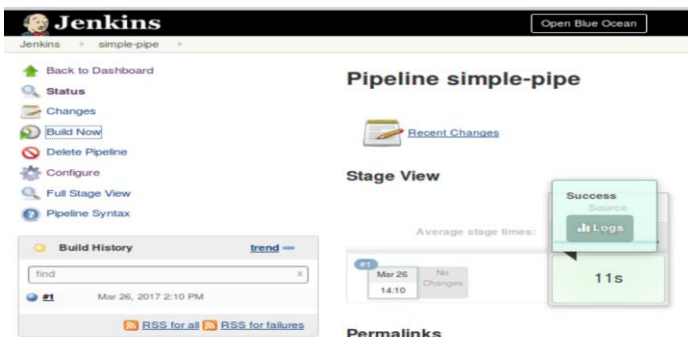 Jenkins
Open Blue Ocean
Jenkins
simple-pipe
Back to Dashboard
Status
Changes
Build Now
Delete Pipeline
Configure
Full Stage View
Pipeline Syntax
Build History
trend
find
x
#1
Mar 26, 2017 2:10 PM
RSS for all
RSS for failures
Pipeline simple-pipe
Recent Changes
Stage View
Success
Source
Logs
Average stage times:
#1
Mar 26
14:10
No
Changes
11s
Permalinks